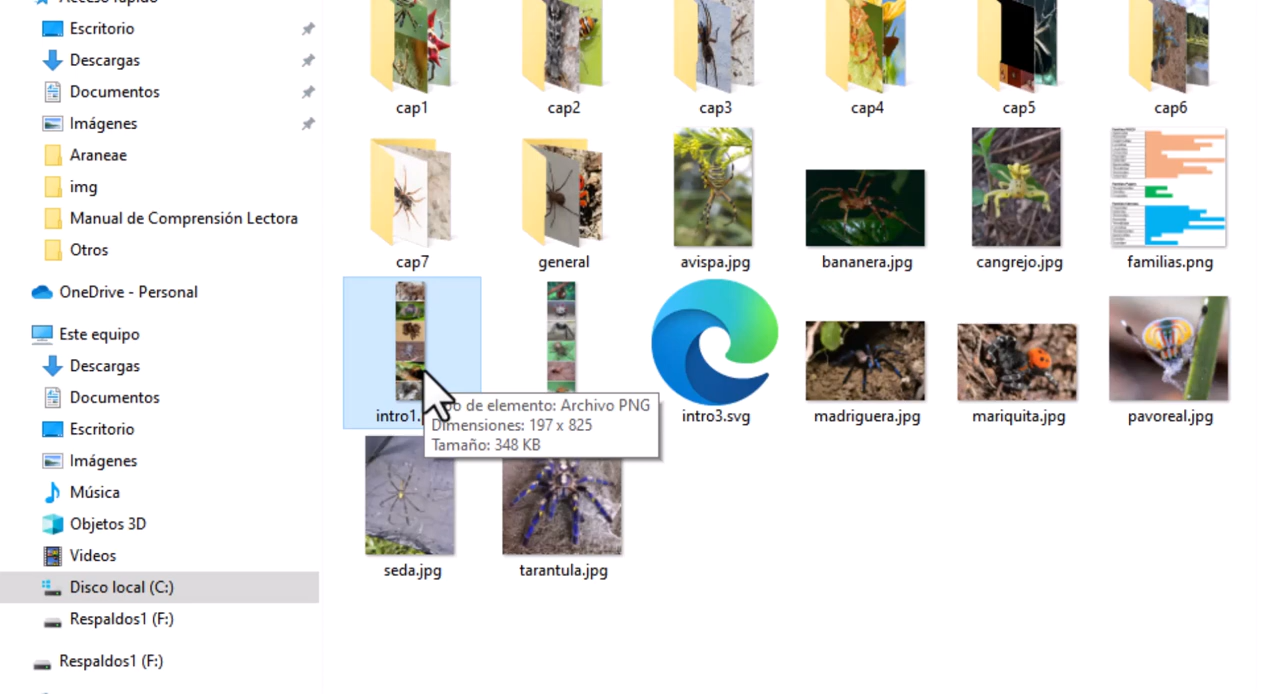 Acceso rápido
Escritorio
Descargas
Documentos
Imágenes
Araneae
img
Manual de Comprensión Lectora
Otros
OneDrive - Personal
Este equipo
Descargas
Documentos
Escritorio
Imágenes
Música
Objetos 3D
Videos
Disco local (C:)
Respaldos1 (F:)
Respaldos1 (F:)
cap1
cap2
cap3
cap4
cap5
cap6
cap7
general
avispa.jpg
bananera.jpg
cangrejo.jpg
familias.png
intro1.
intro3.svg
madriguera.jpg
mariquita.jpg
pavoreal.jpg
de elemento: Archivo PNG
Dimensiones: 197 x 825
Tamaño: 348 KB
seda.jpg
tarantula.jpg